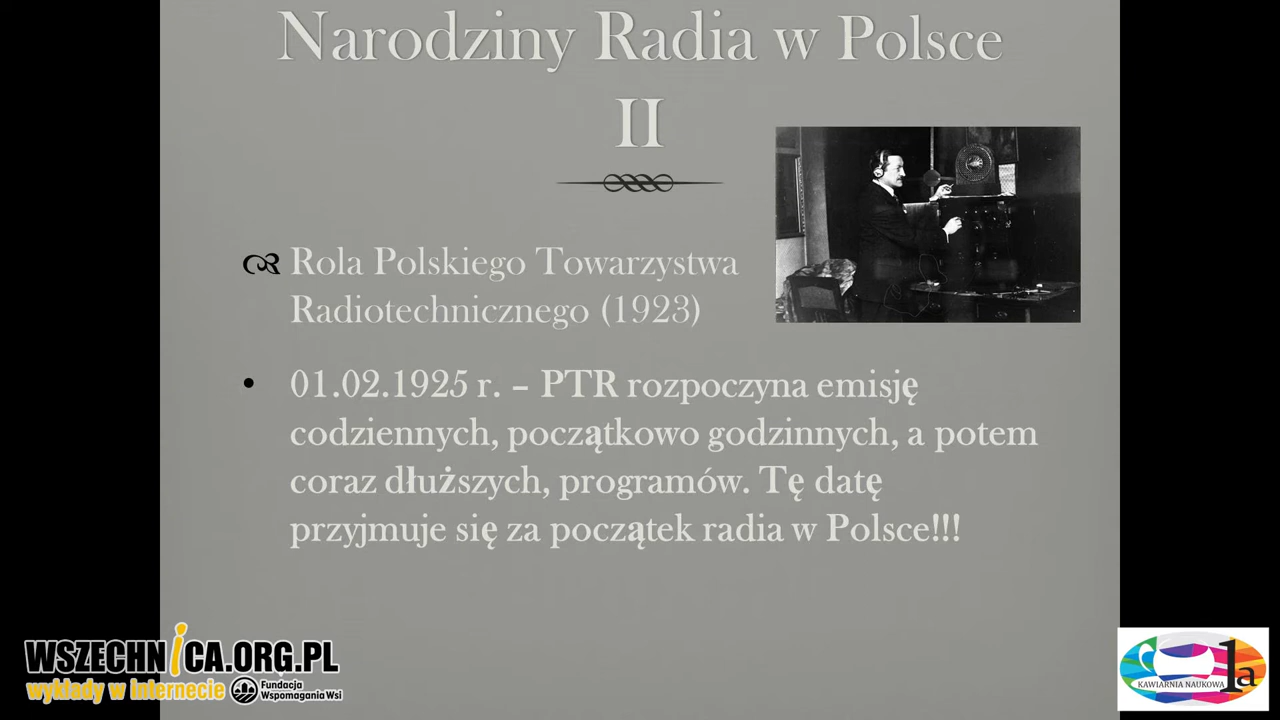 Narodziny Radia w Polsce
II
Rola Polskiego Towarzystwa
Radiotechnicznego (1923)
• 01.02.1925 r. – PTR rozpoczyna emisję
codziennych, początkowo godzinnych, a potem
coraz dłuższych, programów. Tę datę
przyjmuje się za początek radia w Polsce!!!
WSZECHNiCA.ORG.PL
wykłady w internecie
Fundacja
Wspomagania Wsi
KAWIARNIA NAUKOWA 1a